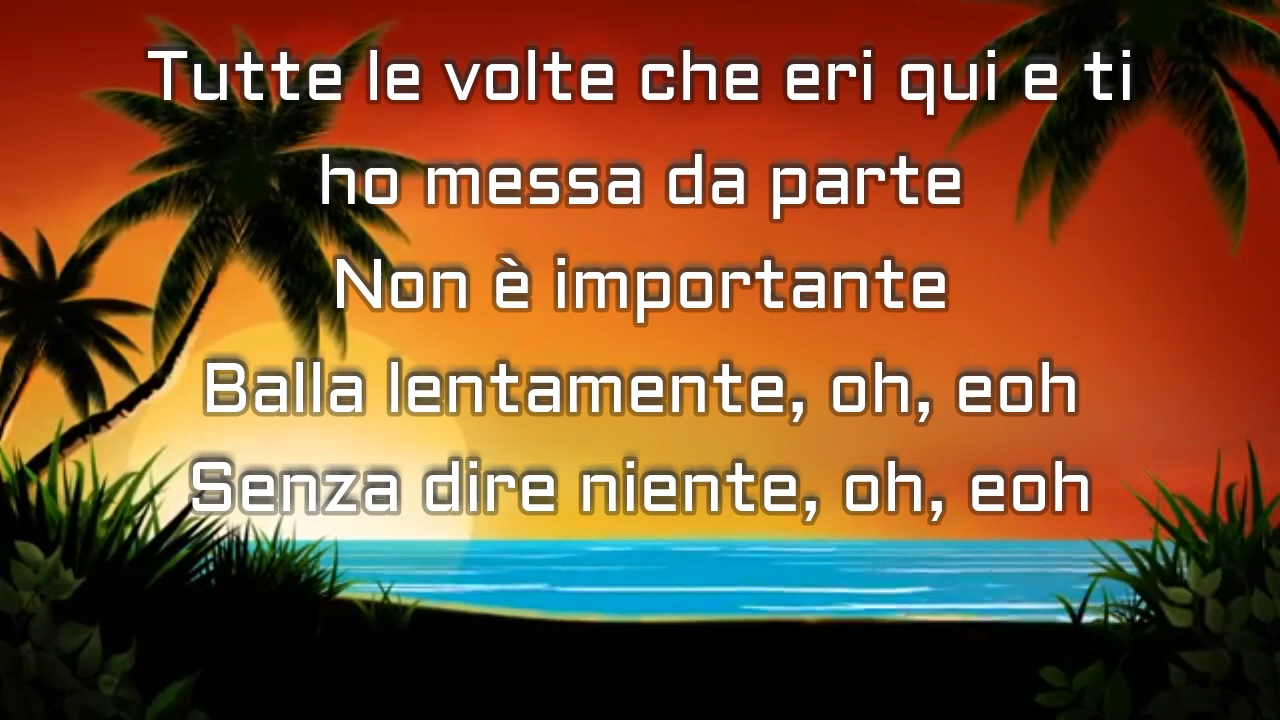 Tutte le volte che eri qui e ti
ho messa da parte
Non è importante
Balla lentamente, oh, eoh
Senza dire niente, oh, eoh